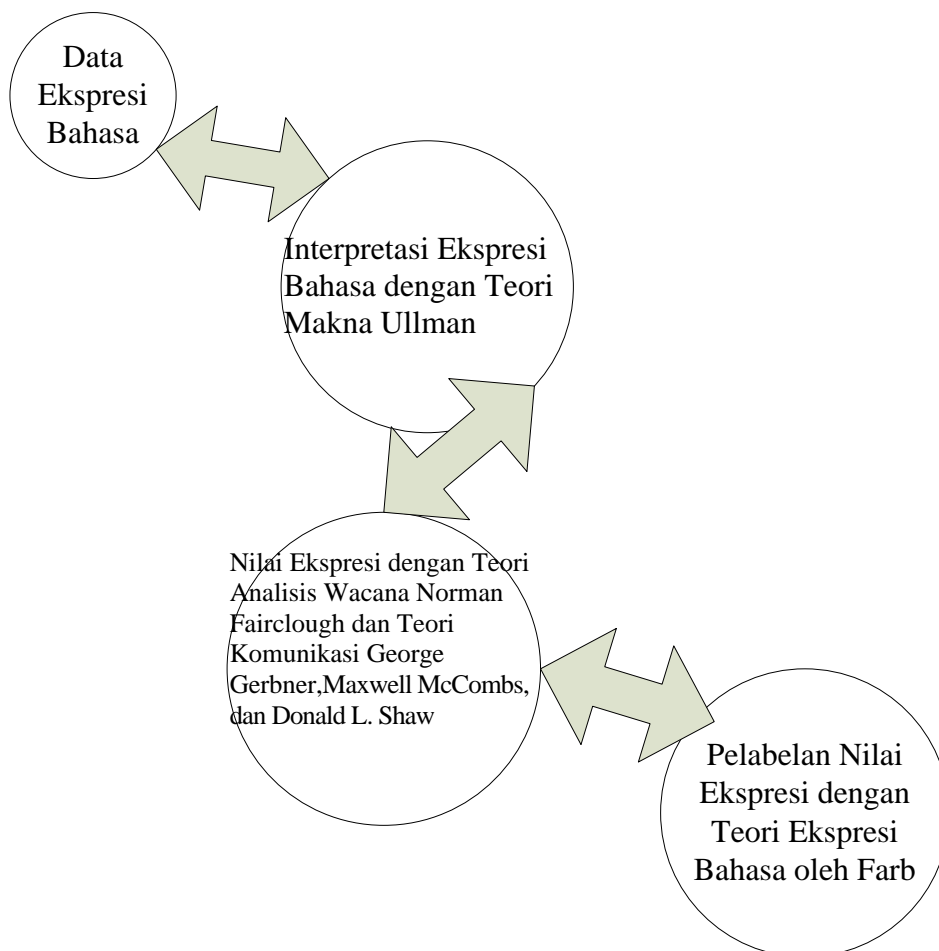 Data
Ekspresi
Bahasa
Interpretasi Ekspresi
Bahasa dengan Teori
Makna Ullman
Nilai Ekspresi dengan Teori
Analisis Wacana Norman
Fairclough dan Teori
Komunikasi George
Gerbner,Maxwell McCombs,
dan Donald L. Shaw
Pelabelan Nilai
Ekspresi dengan
Teori Ekspresi
Bahasa oleh Farb